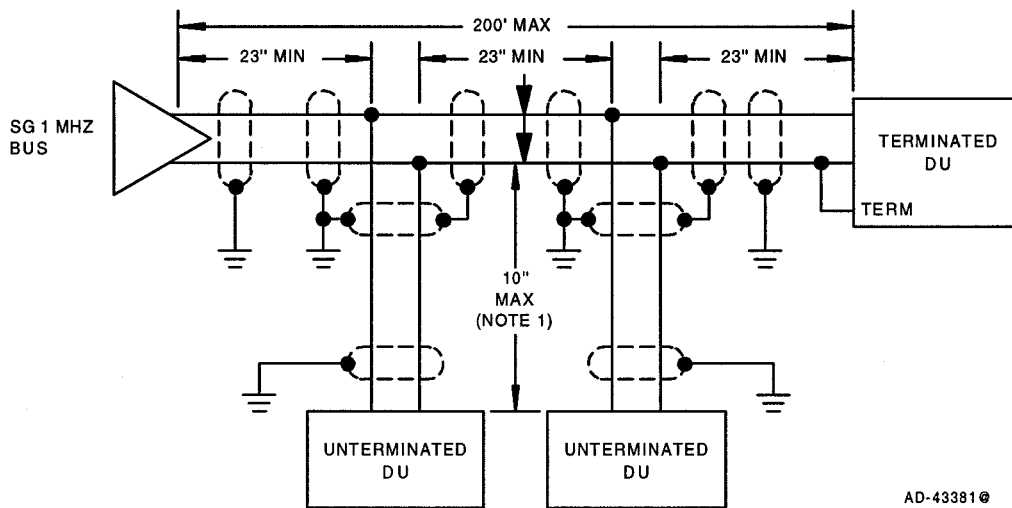 200' MAX
23" MIN
23" MIN
23" MIN
SG 1 MHZ
BUS
TERMINATED
DU
TERM
10"
MAX
(NOTE 1)
UNTERMINATED
DU
UNTERMINATED
DU
AD-43381@